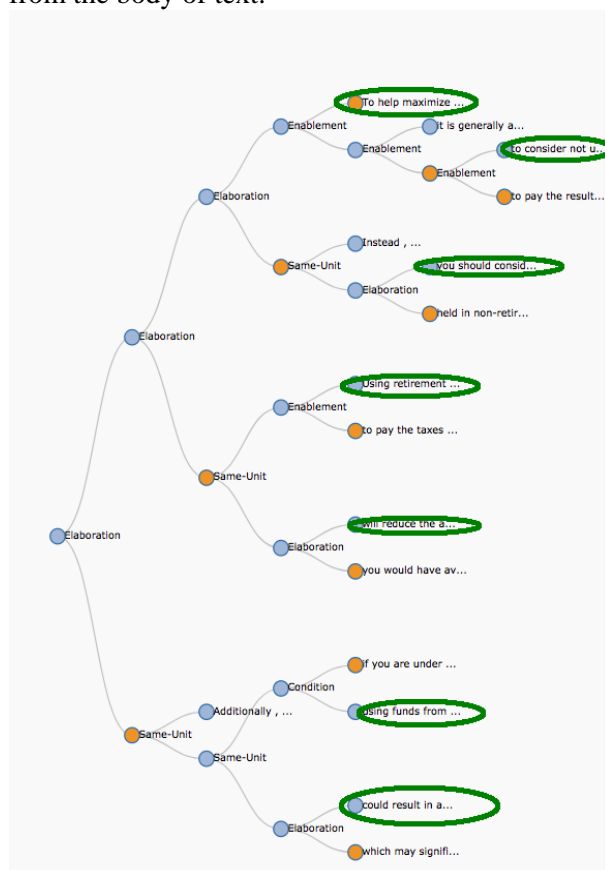 from the body of text:
To help maximize ...
Enablement
it is generally a...
Enablement
to consider not u...
Enablement
to pay the result...
Elaboration
Instead , ...
Same-Unit
you should consid...
Elaboration
held in non-retir...
Elaboration
Using retirement ...
Enablement
to pay the taxes ...
Same-Unit
will reduce the a...
Elaboration
you would have av...
Elaboration
if you are under ...
Condition
Additionally , ...
using funds from ...
Same-Unit
Same-Unit
could result in a...
Elaboration
which may signifi...